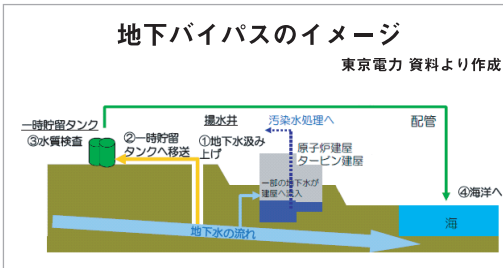 地下バイパスのイメージ
東京電力 資料より作成
一時貯留タンク
③水質検査
②一時貯留
タンクへ移送
揚水井
①地下水汲み
上げ
汚染水処理へ
原子炉建屋
タービン建屋
一部の地下水が
建屋へ流入
配管
④海洋へ
海
地下水の流れ